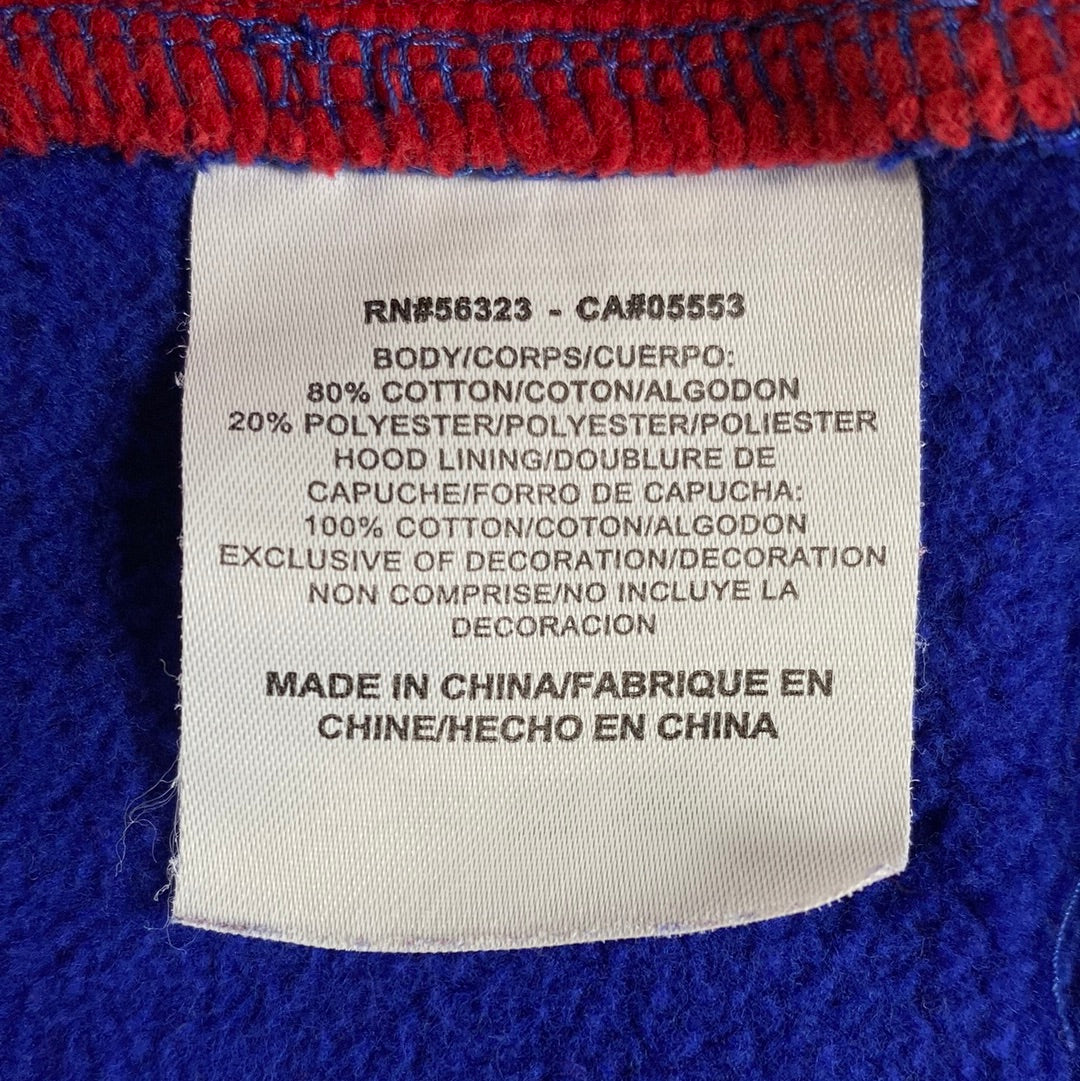 RN#56323 - CA#05553
BODY/CORPS/CUERPO:
80% COTTON/COTON/ALGODON
20% POLYESTER/POLYESTER/POLIESTER
HOOD LINING/DOUBLURE DE
CAPUCHE/FORRO DE CAPUCHA:
100% COTTON/COTON/ALGODON
EXCLUSIVE OF DECORATION/DECORATION
NON COMPRISE/NO INCLUYE LA
DECORACION
MADE IN CHINA/FABRIQUE EN
CHINE/HECHO EN CHINA